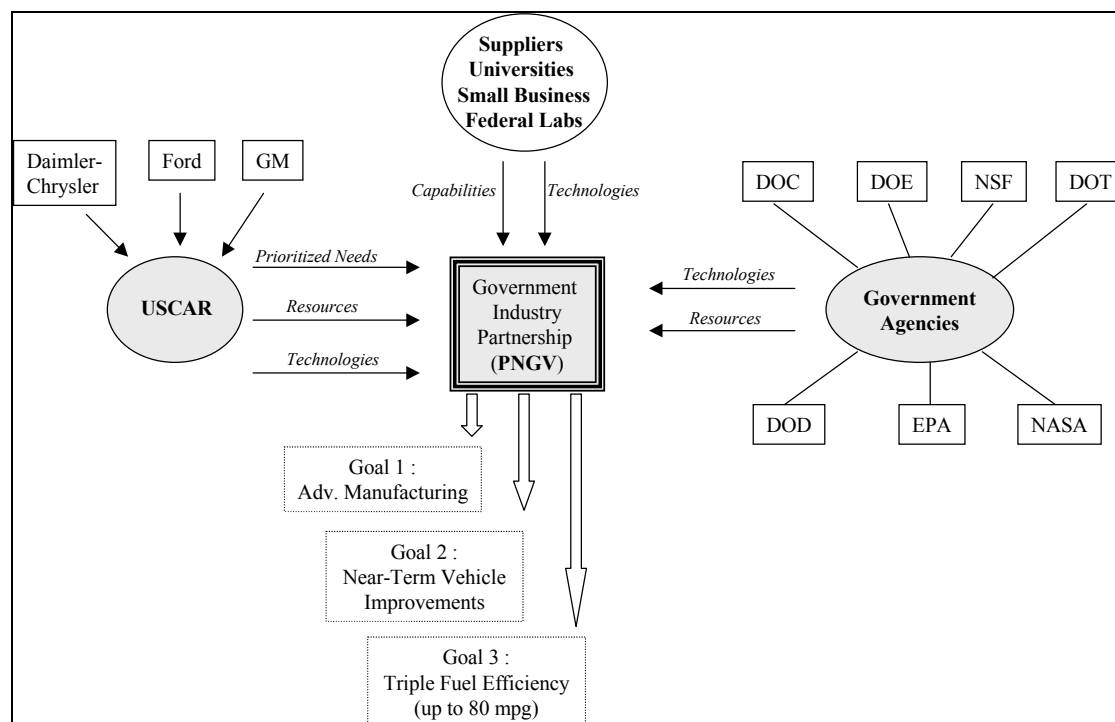 Suppliers
Universities
Small Business
Federal Labs
Daimler-
Chrysler
Ford
GM
Capabilities
Technologies
DOC
DOE
NSF
DOT
USCAR
Prioritized Needs
Resources
Technologies
Government
Industry
Partnership
(PNGV)
Technologies
Resources
Government
Agencies
DOD
EPA
NASA
Goal 1 :
Adv. Manufacturing
Goal 2 :
Near-Term Vehicle
Improvements
Goal 3 :
Triple Fuel Efficiency
(up to 80 mpg)